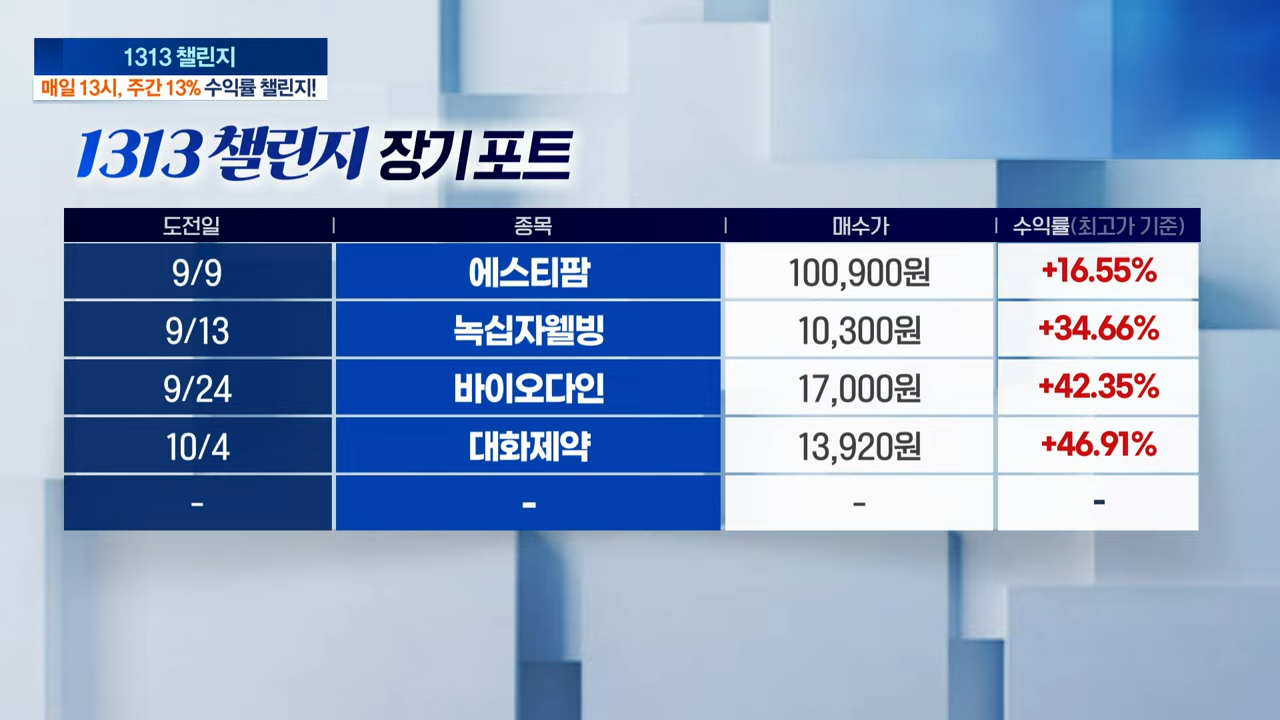 1313 챌린지
매일 13시, 주간 13% 수익률 챌린지!
1313 챌린지 장기 포트
도전일 | 종목 | 매수가 | 수익률(최고가 기준)
9/9 에스티팜 100,900원 +16.55%
9/13 녹십자웰빙 10,300원 +34.66%
9/24 바이오다인 17,000원 +42.35%
10/4 대화제약 13,920원 +46.91%
- - - -